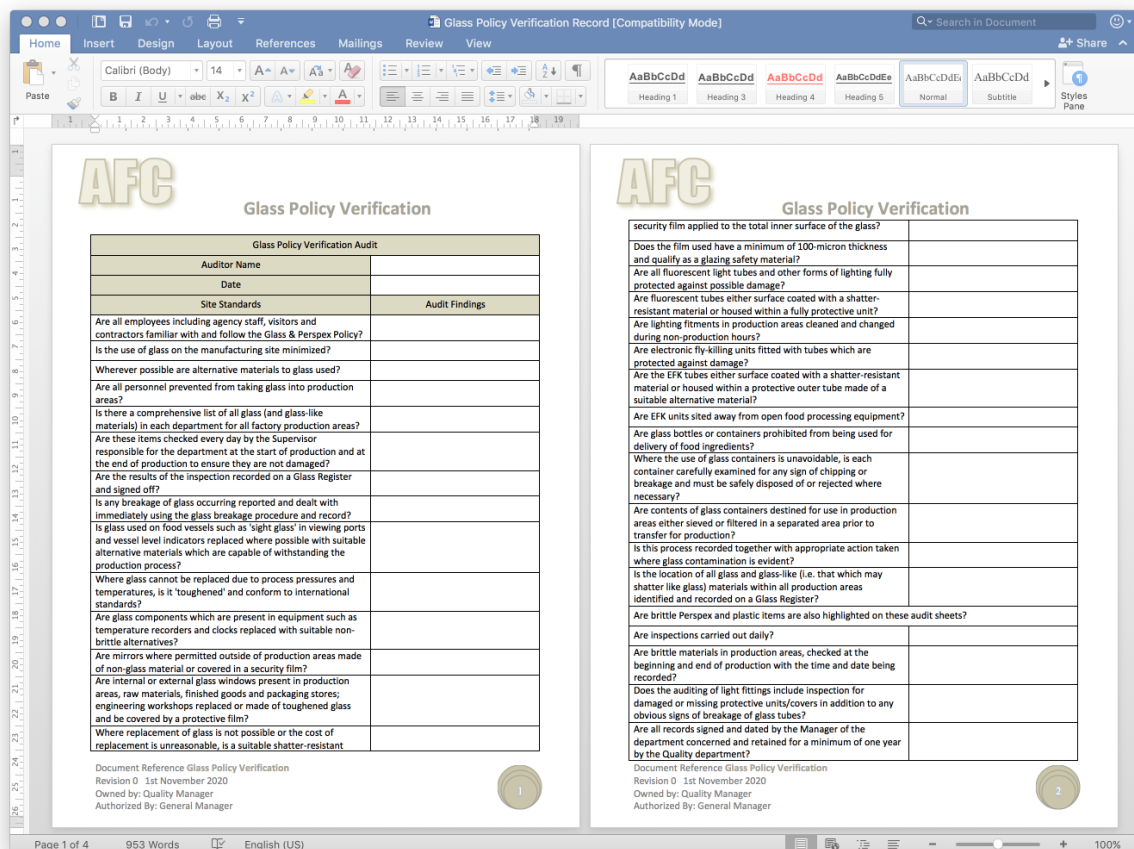 Glass Policy Verification Record [Compatibility Mode]
Search in Document
Home Insert Design Layout References Mailings Review View
Share
Paste
Calibri (Body) 14
A A Aa A
B I U abc X2 X2 A A
AaBbCcDd AaBbCcDd AaBbCcDd AaBbCcDdEe AaBbCcDdEe AaBbCcDd
Heading 1 Heading 3 Heading 4 Heading 5 Normal Subtitle
Styles
Pane
1 1 2 3 4 5 6 7 8 9 10 11 12 13 14 15 16 17 18 19
AFC
Glass Policy Verification
Glass Policy Verification Audit
Auditor Name
Date
Site Standards Audit Findings
Are all employees including agency staff, visitors and
contractors familiar with and follow the Glass & Perspex Policy?
Is the use of glass on the manufacturing site minimized?
Wherever possible are alternative materials to glass used?
Are all personnel prevented from taking glass into production
areas?
Is there a comprehensive list of all glass (and glass-like
materials) in each department for all factory production areas?
Are these items checked every day by the Supervisor
responsible for the department at the start of production and at
the end of production to ensure they are not damaged?
Are the results of the inspection recorded on a Glass Register
and signed off?
Is any breakage of glass occurring reported and dealt with
immediately using the glass breakage procedure and record?
Is glass used on food vessels such as 'sight glass' in viewing ports
and vessel level indicators replaced where possible with suitable
alternative materials which are capable of withstanding the
production process?
Where glass cannot be replaced due to process pressures and
temperatures, is it 'toughened' and conform to international
standards?
Are glass components which are present in equipment such as
temperature recorders and clocks replaced with suitable non-
brittle alternatives?
Are mirrors where permitted outside of production areas made
of non-glass material or covered in a security film?
Are internal or external glass windows present in production
areas, raw materials, finished goods and packaging stores;
engineering workshops replaced or made of toughened glass
and be covered by a protective film?
Where replacement of glass is not possible or the cost of
replacement is unreasonable, is a suitable shatter-resistant
Document Reference Glass Policy Verification
Revision 0 1st November 2020
Owned by: Quality Manager
Authorized By: General Manager
1
AFC
Glass Policy Verification
security film applied to the total inner surface of the glass?
Does the film used have a minimum of 100-micron thickness
and qualify as a glazing safety material?
Are all fluorescent light tubes and other forms of lighting fully
protected against possible damage?
Are fluorescent tubes either surface coated with a shatter-
resistant material or housed within a fully protective unit?
Are lighting fitments in production areas cleaned and changed
during non-production hours?
Are electronic fly-killing units fitted with tubes which are
protected against damage?
Are the EFK tubes either surface coated with a shatter-resistant
material or housed within a protective outer tube made of a
suitable alternative material?
Are EFK units sited away from open food processing equipment?
Are glass bottles or containers prohibited from being used for
delivery of food ingredients?
Where the use of glass containers is unavoidable, is each
container carefully examined for any sign of chipping or
breakage and must be safely disposed of or rejected where
necessary?
Are contents of glass containers destined for use in production
areas either sieved or filtered in a separated area prior to
transfer for production?
Is this process recorded together with appropriate action taken
where glass contamination is evident?
Is the location of all glass and glass-like (i.e. that which may
shatter like glass) materials within all production areas
identified and recorded on a Glass Register?
Are brittle Perspex and plastic items are also highlighted on these audit sheets?
Are inspections carried out daily?
Are brittle materials in production areas, checked at the
beginning and end of production with the time and date being
recorded?
Does the auditing of light fittings include inspection for
damaged or missing protective units/covers in addition to any
obvious signs of breakage of glass tubes?
Are all records signed and dated by the Manager of the
department concerned and retained for a minimum of one year
by the Quality department?
Document Reference Glass Policy Verification
Revision 0 1st November 2020
Owned by: Quality Manager
Authorized By: General Manager
2
Page 1 of 4 953 Words English (US) 100%